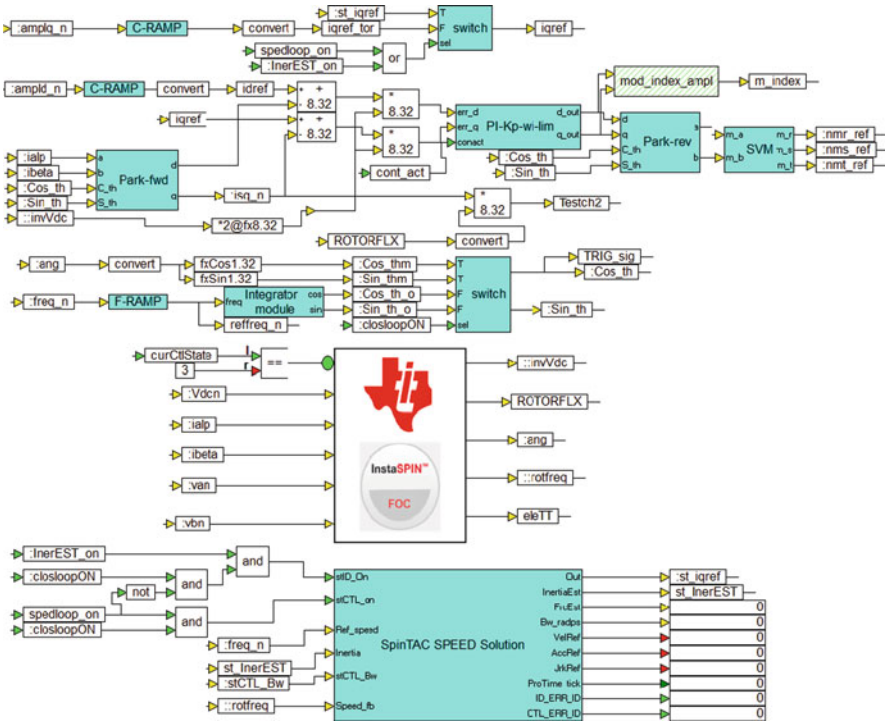 :st_iqref
:amplq_n C-RAMP convert iqref_tor T F sel switch iqref
spedloop_on
:InerEST_on or
:ampld_n C-RAMP convert idref + + - 8.32 * 8.32
mod_index_ampl m_index
iqref + + - 8.32 * 8.32
err_d err_q conact PI-Kp-wi-lim d_out q_out
d q C_th S_th Park-rev a b
m_a m_b SVM m_r m_s m_t
:nmr_ref
:nms_ref
:nmt_ref
:Cos_th
:Sin_th
:ialp
:ibeta
:Cos_th
:Sin_th
a b C_th S_th Park-fwd d q
:isq_n
cont_act
::invVdc *2@fx8.32
* 8.32 Testch2
ROTORFLX convert
:ang convert fxCos1.32 :Cos_thm T TRIG_sig
fxSin1.32 :Sin_thm T :Cos_th
:freq_n F-RAMP freq Integrator module cos sin :Cos_th_o F switch
:Sin_th_o F :Sin_th
reffreq_n :closloopON sel
curCtlState l
3 r ==
::invVdc
:Vdcn
ROTORFLX
:ialp
:ang
:ibeta
InstaSPIN™
FOC
::rotfreq
:van
:vbn
eleTT
:InerEST_on and
:closloopON and
not
spedloop_on
:closloopON and
stID_On
stCTL_on
:freq_n Ref_speed
st_InerEST Inertia
:stCTL_Bw stCTL_Bw
::rotfreq Speed_fb
SpinTAC SPEED Solution
Out :st_iqref
InertiaEst st_InerEST
FricEst 0
Bw_radps 0
VelRef 0
AccRef 0
JrkRef 0
ProTime_tick 0
ID_ERR_ID 0
CTL_ERR_ID 0